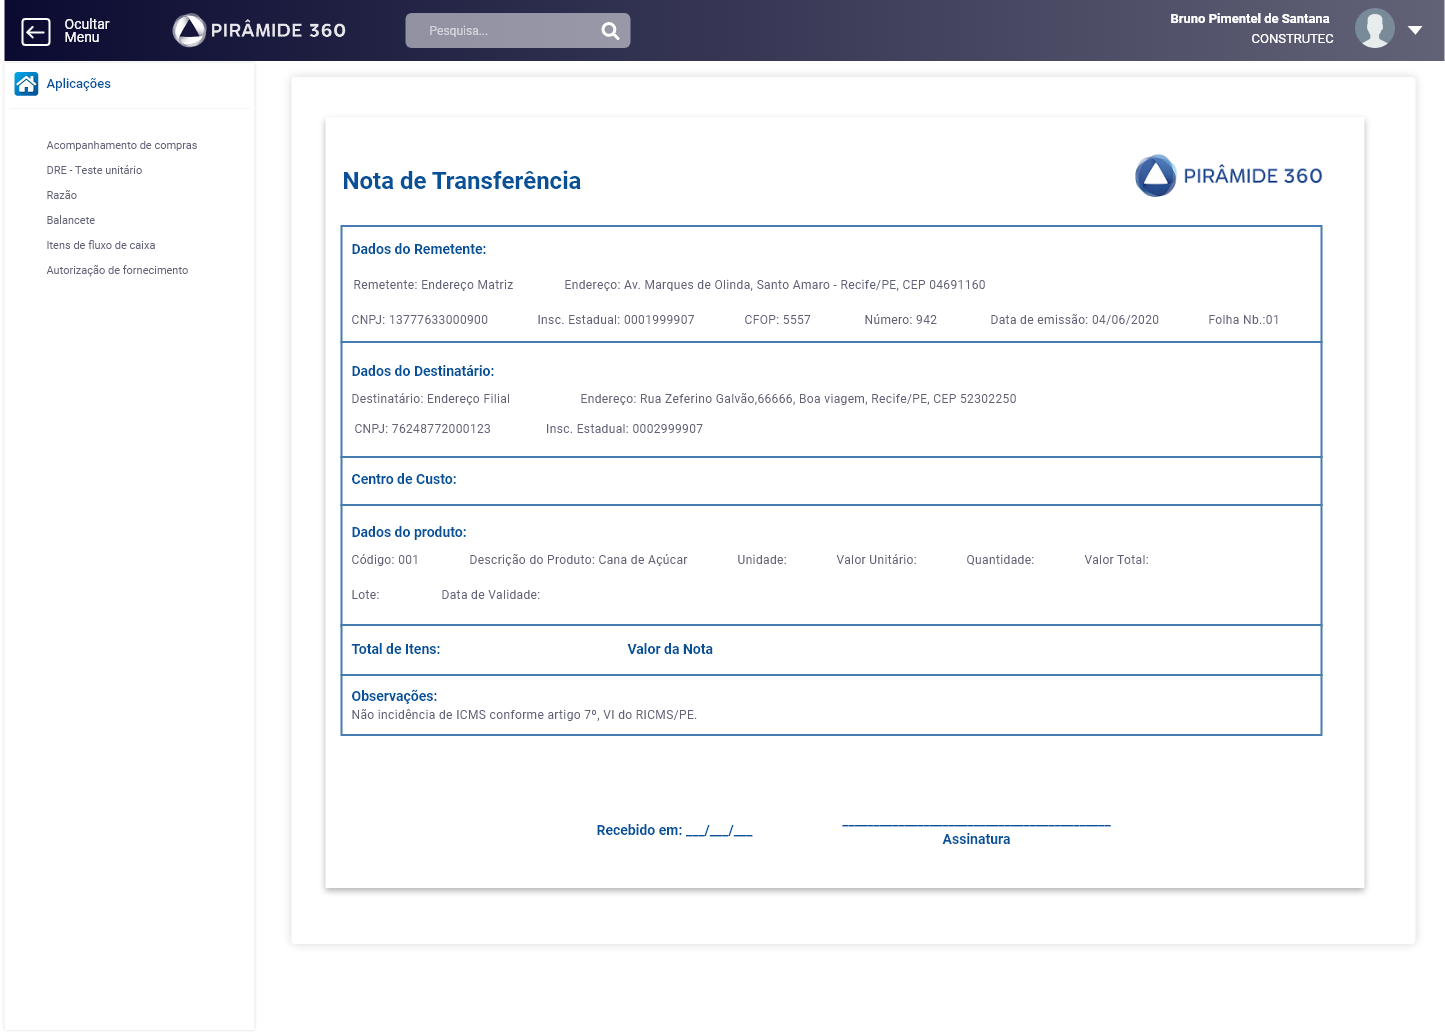 Ocultar
Menu
PIRÂMIDE 360
Pesquisa...
Bruno Pimentel de Santana
CONSTRUTEC
Aplicações
Acompanhamento de compras
DRE - Teste unitário
Razão
Balancete
Itens de fluxo de caixa
Autorização de fornecimento
Nota de Transferência
PIRÂMIDE 360
Dados do Remetente:
Remetente: Endereço Matriz Endereço: Av. Marques de Olinda, Santo Amaro - Recife/PE, CEP 04691160
CNPJ: 13777633000900 Insc. Estadual: 0001999907 CFOP: 5557 Número: 942 Data de emissão: 04/06/2020 Folha Nb.:01
Dados do Destinatário:
Destinatário: Endereço Filial Endereço: Rua Zeferino Galvão,66666, Boa viagem, Recife/PE, CEP 52302250
CNPJ: 76248772000123 Insc. Estadual: 0002999907
Centro de Custo:
Dados do produto:
Código: 001 Descrição do Produto: Cana de Açúcar Unidade: Valor Unitário: Quantidade: Valor Total:
Lote: Data de Validade:
Total de Itens: Valor da Nota
Observações:
Não incidência de ICMS conforme artigo 7º, VI do RICMS/PE.
Recebido em: ___/___/___
Assinatura